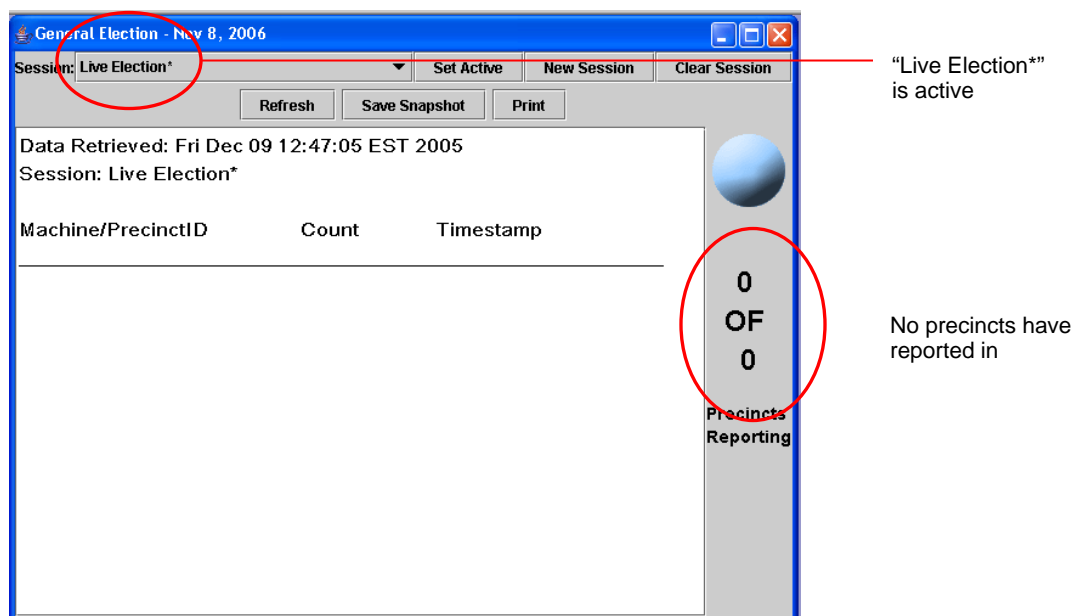 General Election - Nov 8, 2006
Session: Live Election* Set Active New Session Clear Session
Refresh Save Snapshot Print
Data Retrieved: Fri Dec 09 12:47:05 EST 2005
Session: Live Election*
Machine/PrecinctID Count Timestamp
0
OF
0
Precincts
Reporting
“Live Election*”
is active
No precincts have
reported in